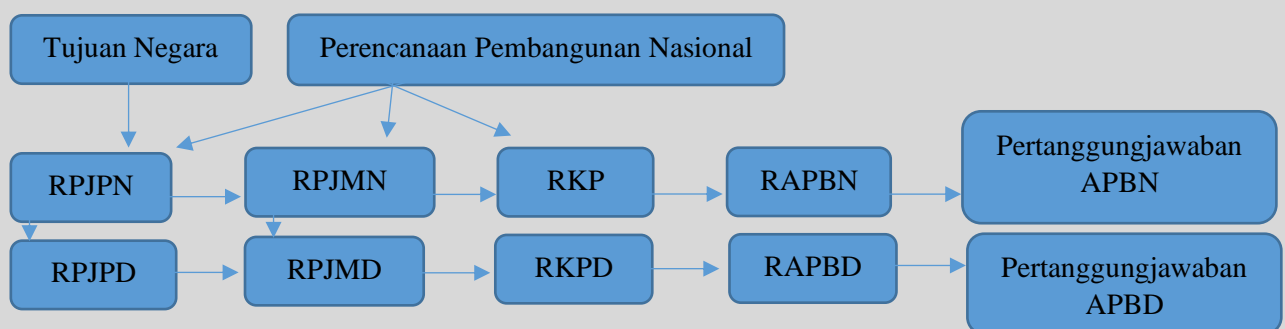 Tujuan Negara
Perencanaan Pembangunan Nasional
RPJPN
RPJMN
RKP
RAPBN
Pertanggungjawaban
APBN
RPJPD
RPJMD
RKPD
RAPBD
Pertanggungjawaban
APBD